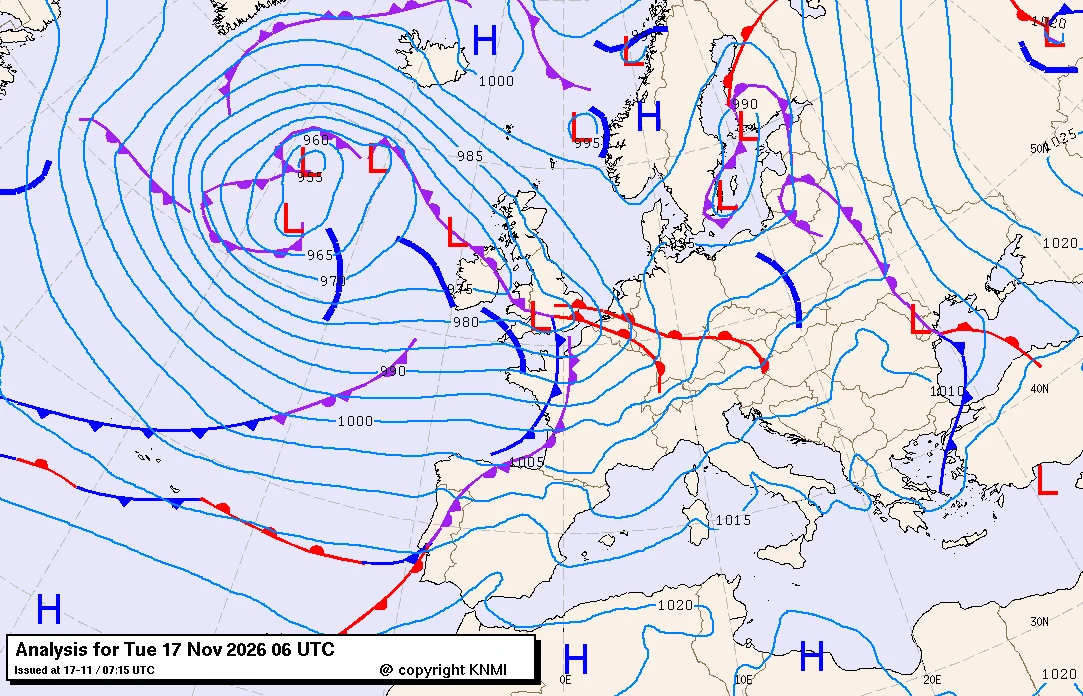 H
1020
L
L
1000
990
H
L
L
995
50N
1025
960
985
L
L
955
L
L
L
995
1020
965
970
975
980
L
L
990
40N
1010
1000
1005
L
1015
H
1020
30N
H
H
0E
10E
20E
1020
Analysis for Tue 17 Nov 2026 06 UTC
Issued at 17-11 / 07:15 UTC
@ copyright KNMI